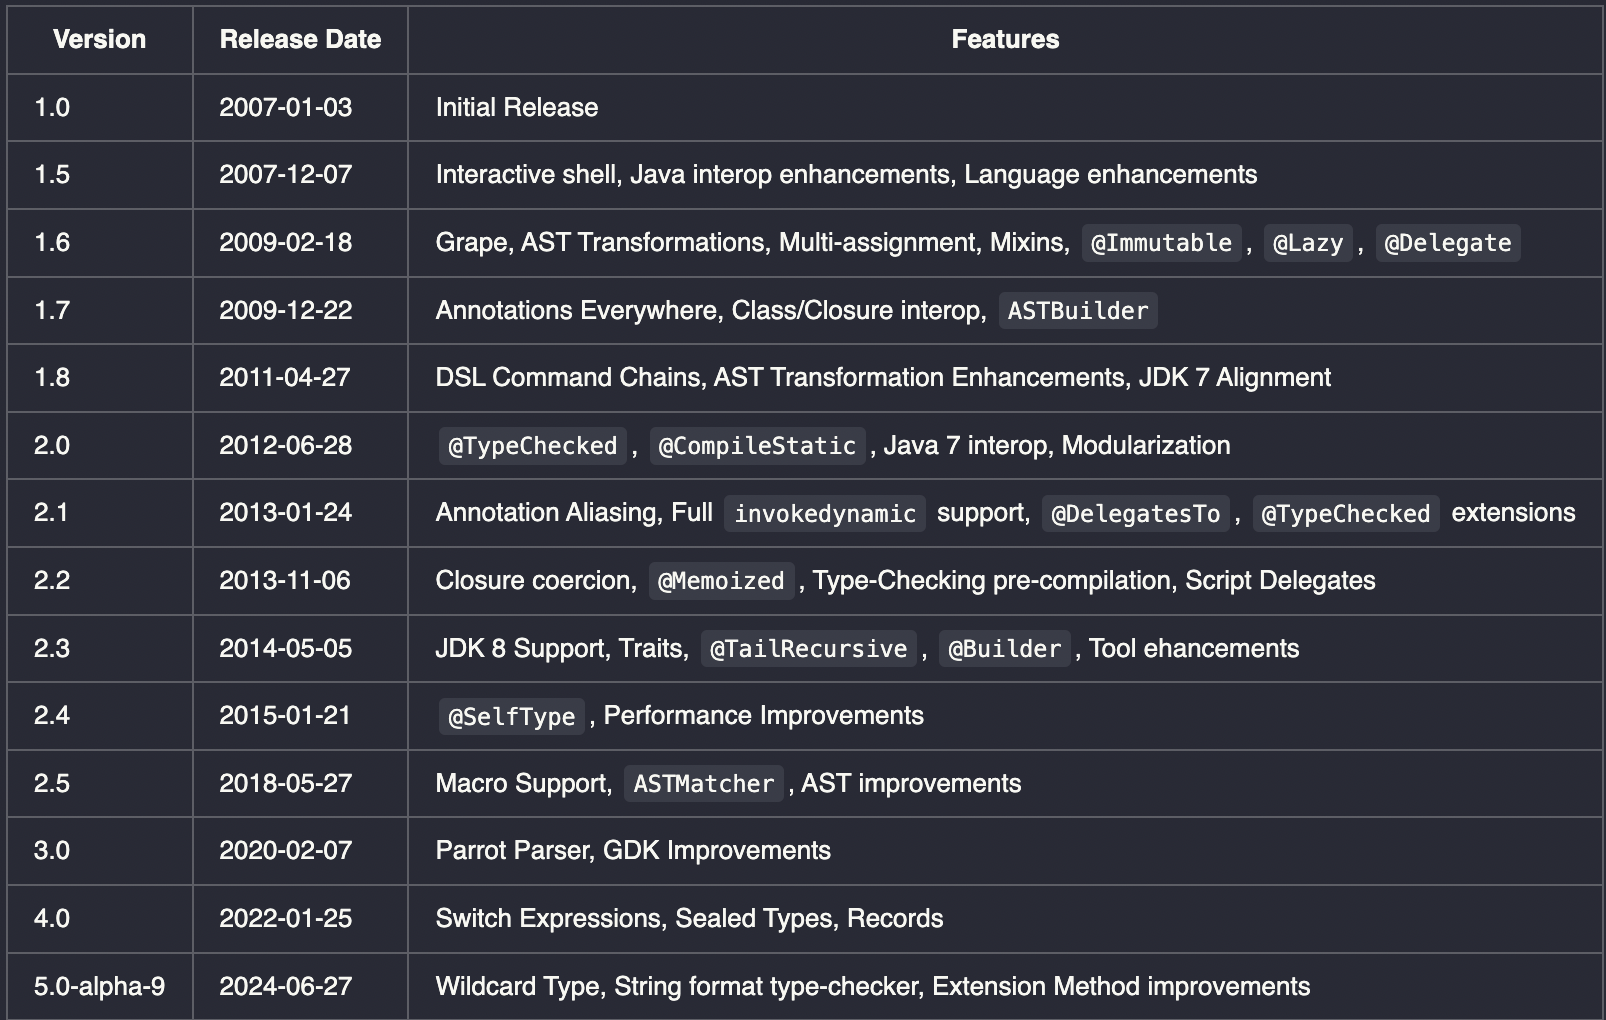 Version Release Date Features
1.0 2007-01-03 Initial Release
1.5 2007-12-07 Interactive shell, Java interop enhancements, Language enhancements
1.6 2009-02-18 Grape, AST Transformations, Multi-assignment, Mixins, @Immutable , @Lazy , @Delegate
1.7 2009-12-22 Annotations Everywhere, Class/Closure interop, ASTBuilder
1.8 2011-04-27 DSL Command Chains, AST Transformation Enhancements, JDK 7 Alignment
2.0 2012-06-28 @TypeChecked , @CompileStatic , Java 7 interop, Modularization
2.1 2013-01-24 Annotation Aliasing, Full invokedynamic support, @DelegatesTo , @TypeChecked extensions
2.2 2013-11-06 Closure coercion, @Memoized , Type-Checking pre-compilation, Script Delegates
2.3 2014-05-05 JDK 8 Support, Traits, @TailRecursive , @Builder , Tool ehancements
2.4 2015-01-21 @SelfType , Performance Improvements
2.5 2018-05-27 Macro Support, ASTMatcher , AST improvements
3.0 2020-02-07 Parrot Parser, GDK Improvements
4.0 2022-01-25 Switch Expressions, Sealed Types, Records
5.0-alpha-9 2024-06-27 Wildcard Type, String format type-checker, Extension Method improvements